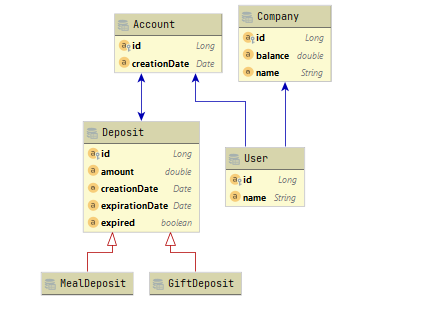 Account
id Long
creationDate Date
Company
id Long
balance double
name String
Deposit
id Long
amount double
creationDate Date
expirationDate Date
expired boolean
User
id Long
name String
MealDeposit
GiftDeposit